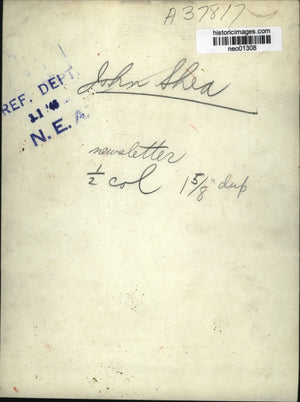 A37817
historicimages.com
neo01308
REF. DEPT.
N. E. A.
John Shea
newsletter
1/2 col 1 5/8" dup